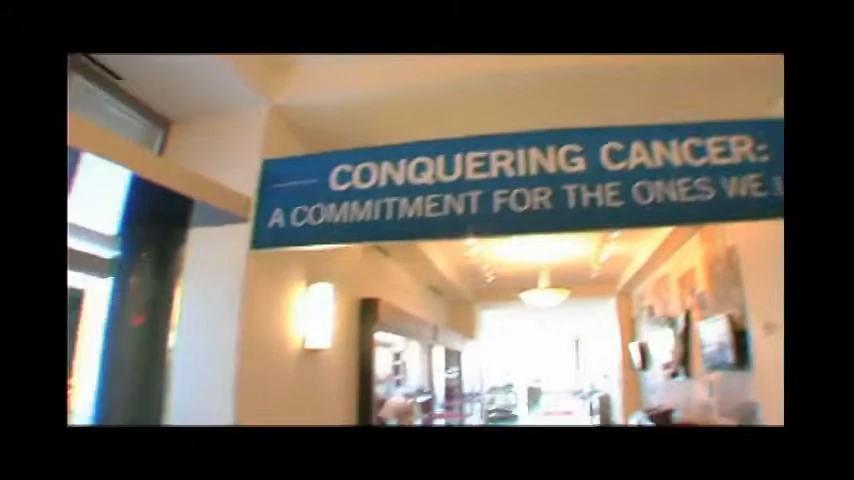 CONQUERING CANCER:
A COMMITMENT FOR THE ONES WE